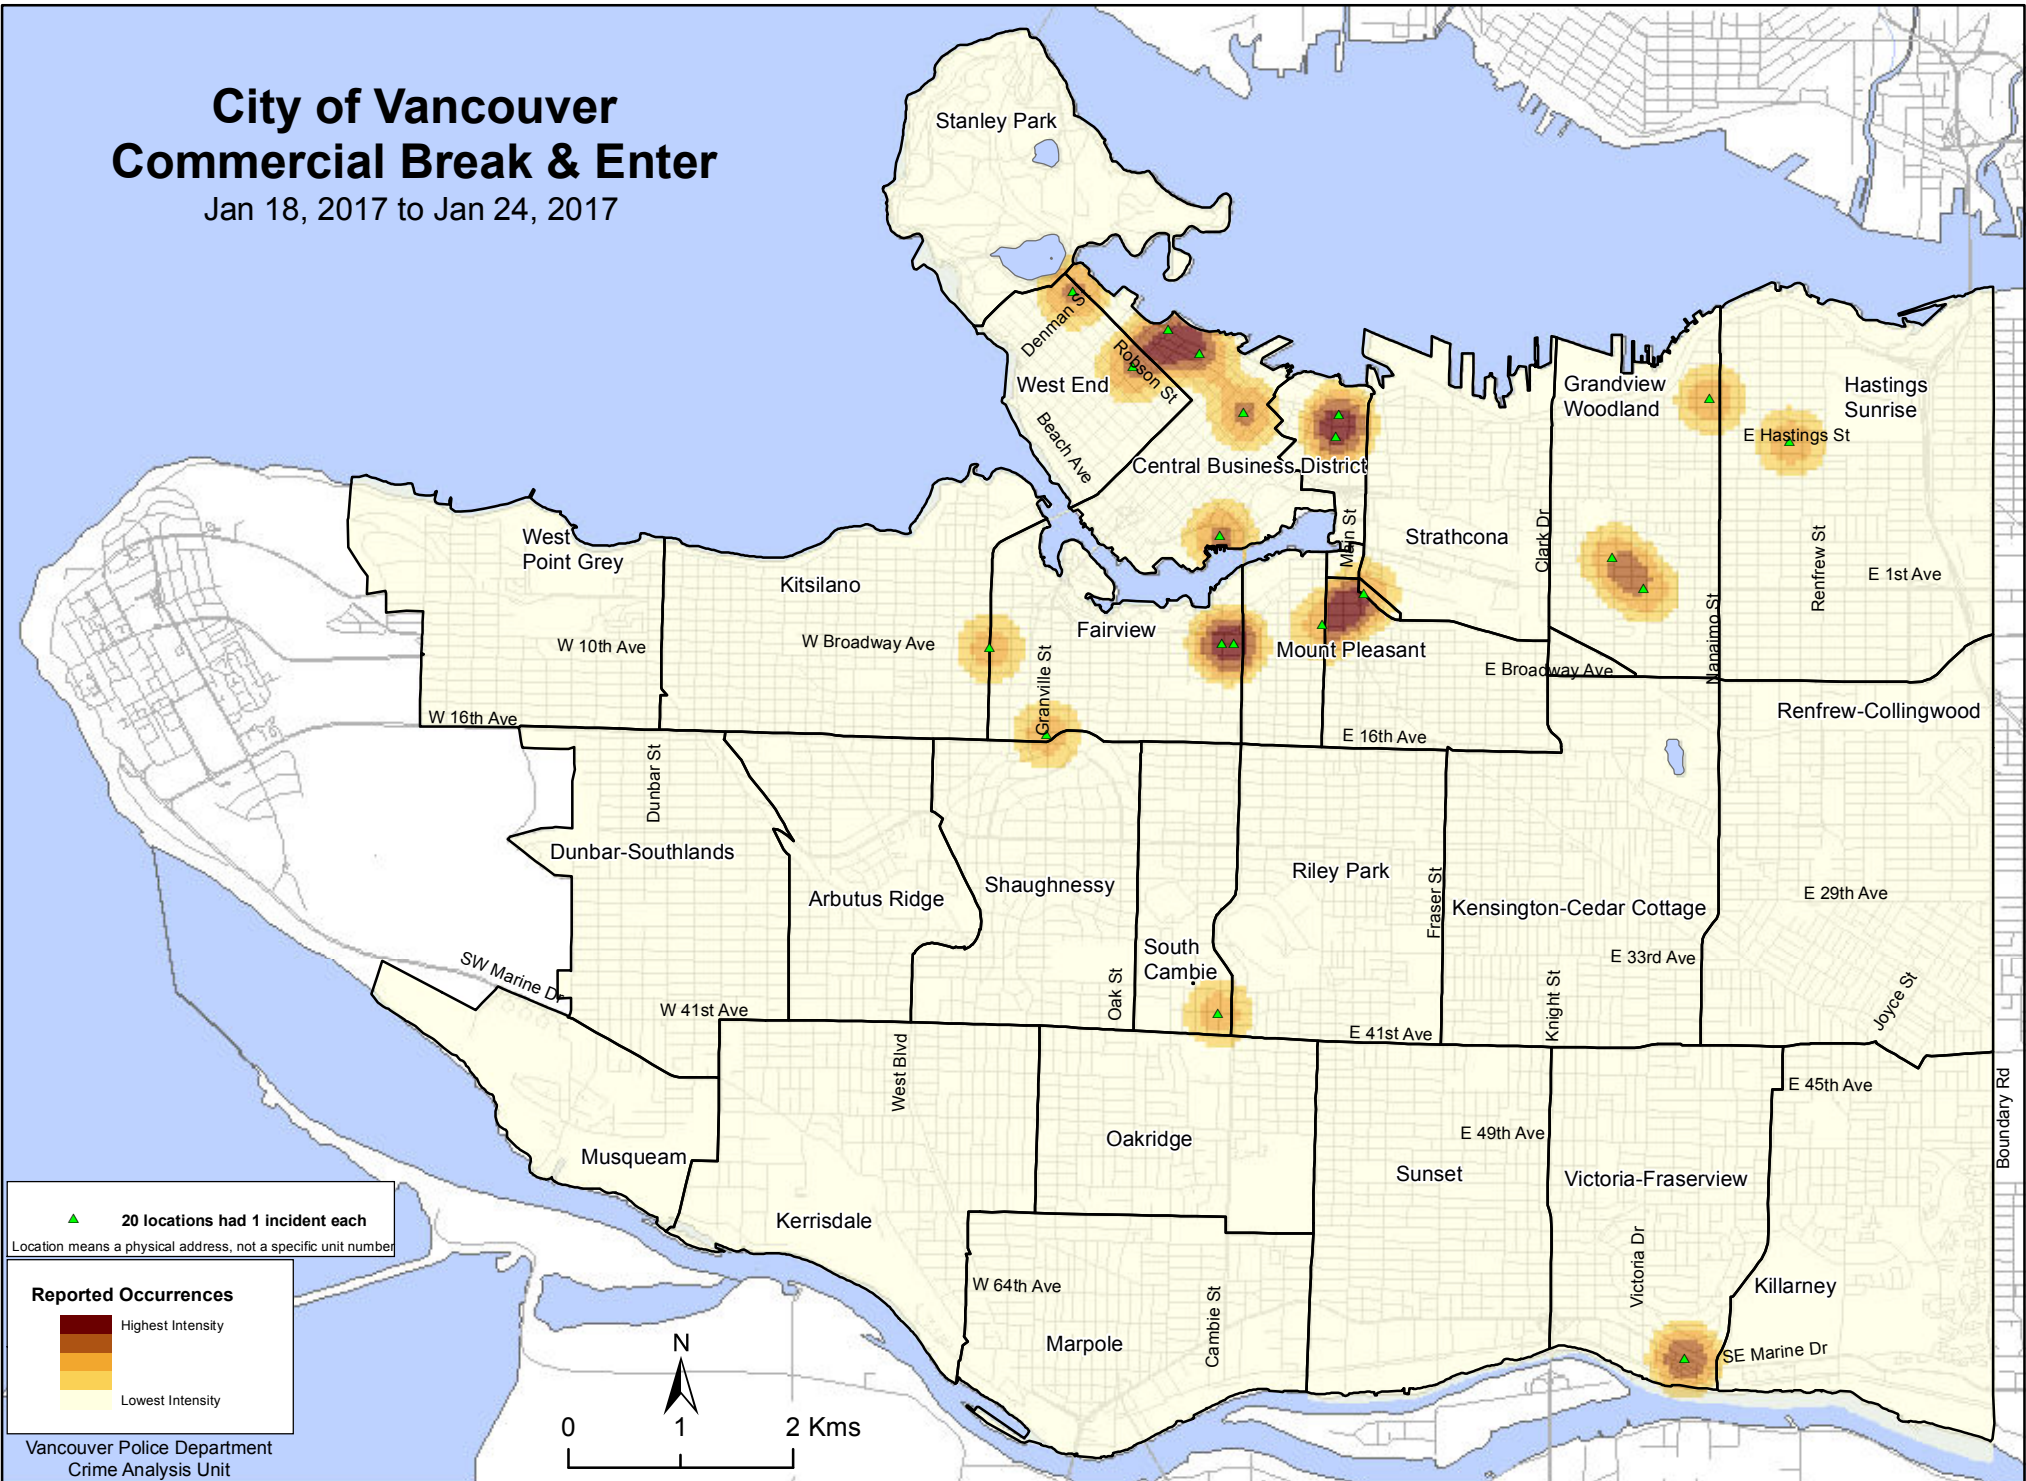 City of Vancouver
Commercial Break & Enter
Jan 18, 2017 to Jan 24, 2017
Stanley Park
Denman S
Robson St
West End
Beach Ave
Central Business District
Grandview
Woodland
Hastings
Sunrise
E Hastings St
West
Point Grey
Kitsilano
Main St
Strathcona
Clark Dr
Renfrew St
E 1st Ave
W 10th Ave
W Broadway Ave
Fairview
Granville St
Mount Pleasant
E Broadway Ave
Nanaimo St
W 16th Ave
E 16th Ave
Renfrew-Collingwood
Dunbar St
Dunbar-Southlands
Arbutus Ridge
Shaughnessy
Riley Park
Fraser St
Kensington-Cedar Cottage
E 29th Ave
South
Cambie
E 33rd Ave
SW Marine Dr
W 41st Ave
Oak St
E 41st Ave
Knight St
Joyce St
West Blvd
E 45th Ave
Boundary Rd
Musqueam
Oakridge
E 49th Ave
Sunset
Victoria-Fraserview
Kerrisdale
Victoria Dr
W 64th Ave
Cambie St
Killarney
Marpole
SE Marine Dr
20 locations had 1 incident each
Location means a physical address, not a specific unit number
Reported Occurrences
Highest Intensity
Lowest Intensity
N
0 1 2 Kms
Vancouver Police Department
Crime Analysis Unit